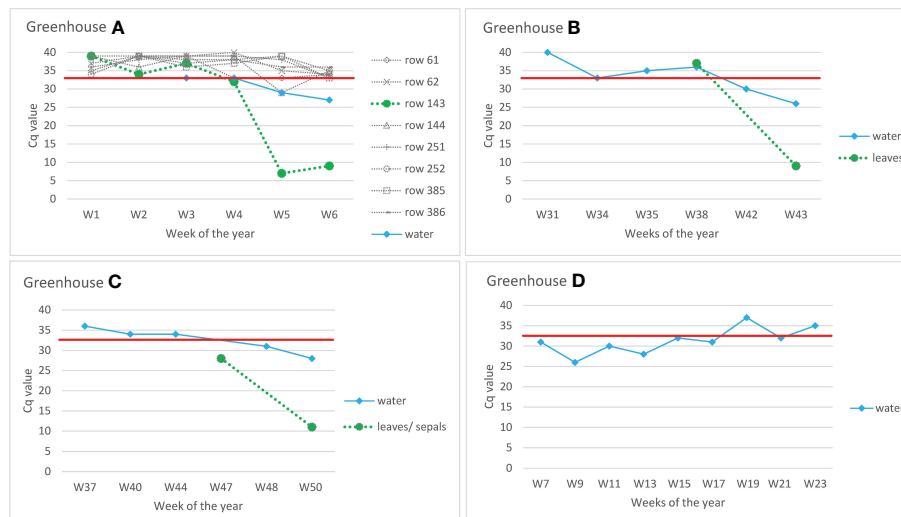 Greenhouse A
Cq value
40
35
30
25
20
15
10
5
0
W1 W2 W3 W4 W5 W6
Week of the year
row 61
row 62
row 143
row 144
row 251
row 252
row 385
row 386
water
Greenhouse B
Cq value
40
35
30
25
20
15
10
5
0
W31 W34 W35 W38 W42 W43
Weeks of the year
water
leaves
Greenhouse C
Cq value
40
35
30
25
20
15
10
5
0
W37 W40 W44 W47 W48 W50
Week of the year
water
leaves/ sepals
Greenhouse D
Cq value
40
35
30
25
20
15
10
5
0
W7 W9 W11 W13 W15 W17 W19 W21 W23
Weeks of the year
water